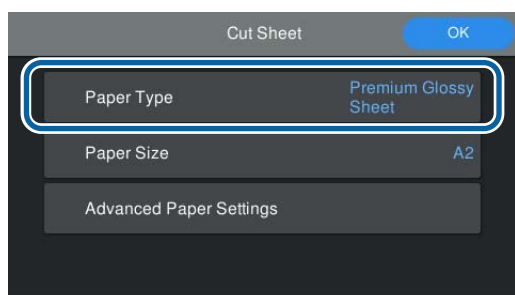 Cut Sheet
OK
Paper Type
Premium Glossy
Sheet
Paper Size
A2
Advanced Paper Settings